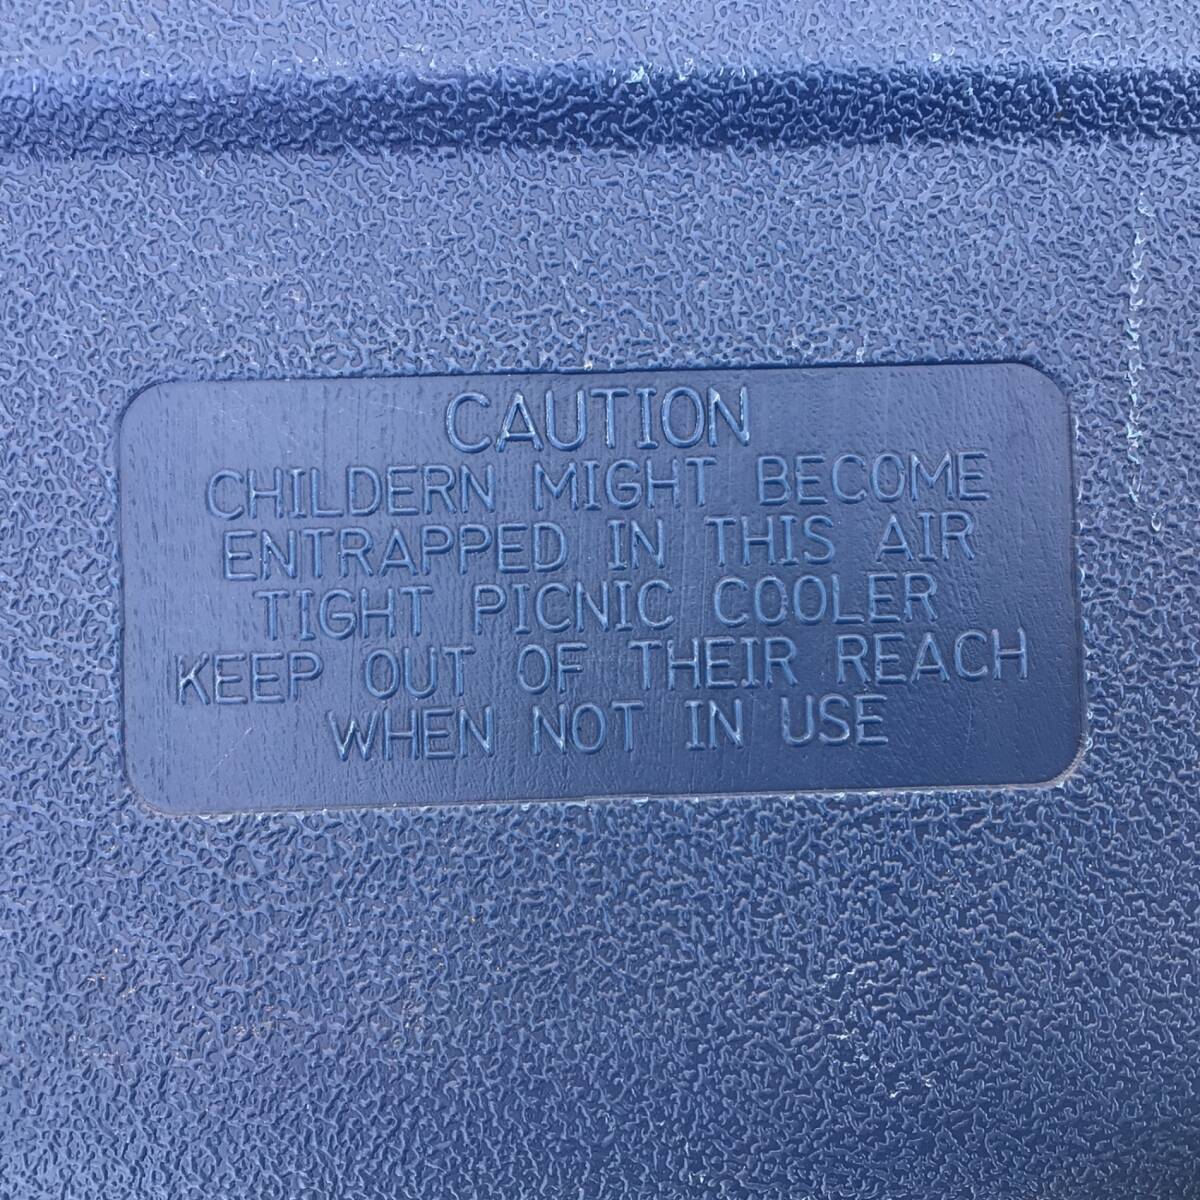 CAUTION
CHILDERN MIGHT BECOME
ENTRAPPED IN THIS AIR
TIGHT PICNIC COOLER
KEEP OUT OF THEIR REACH
WHEN NOT IN USE